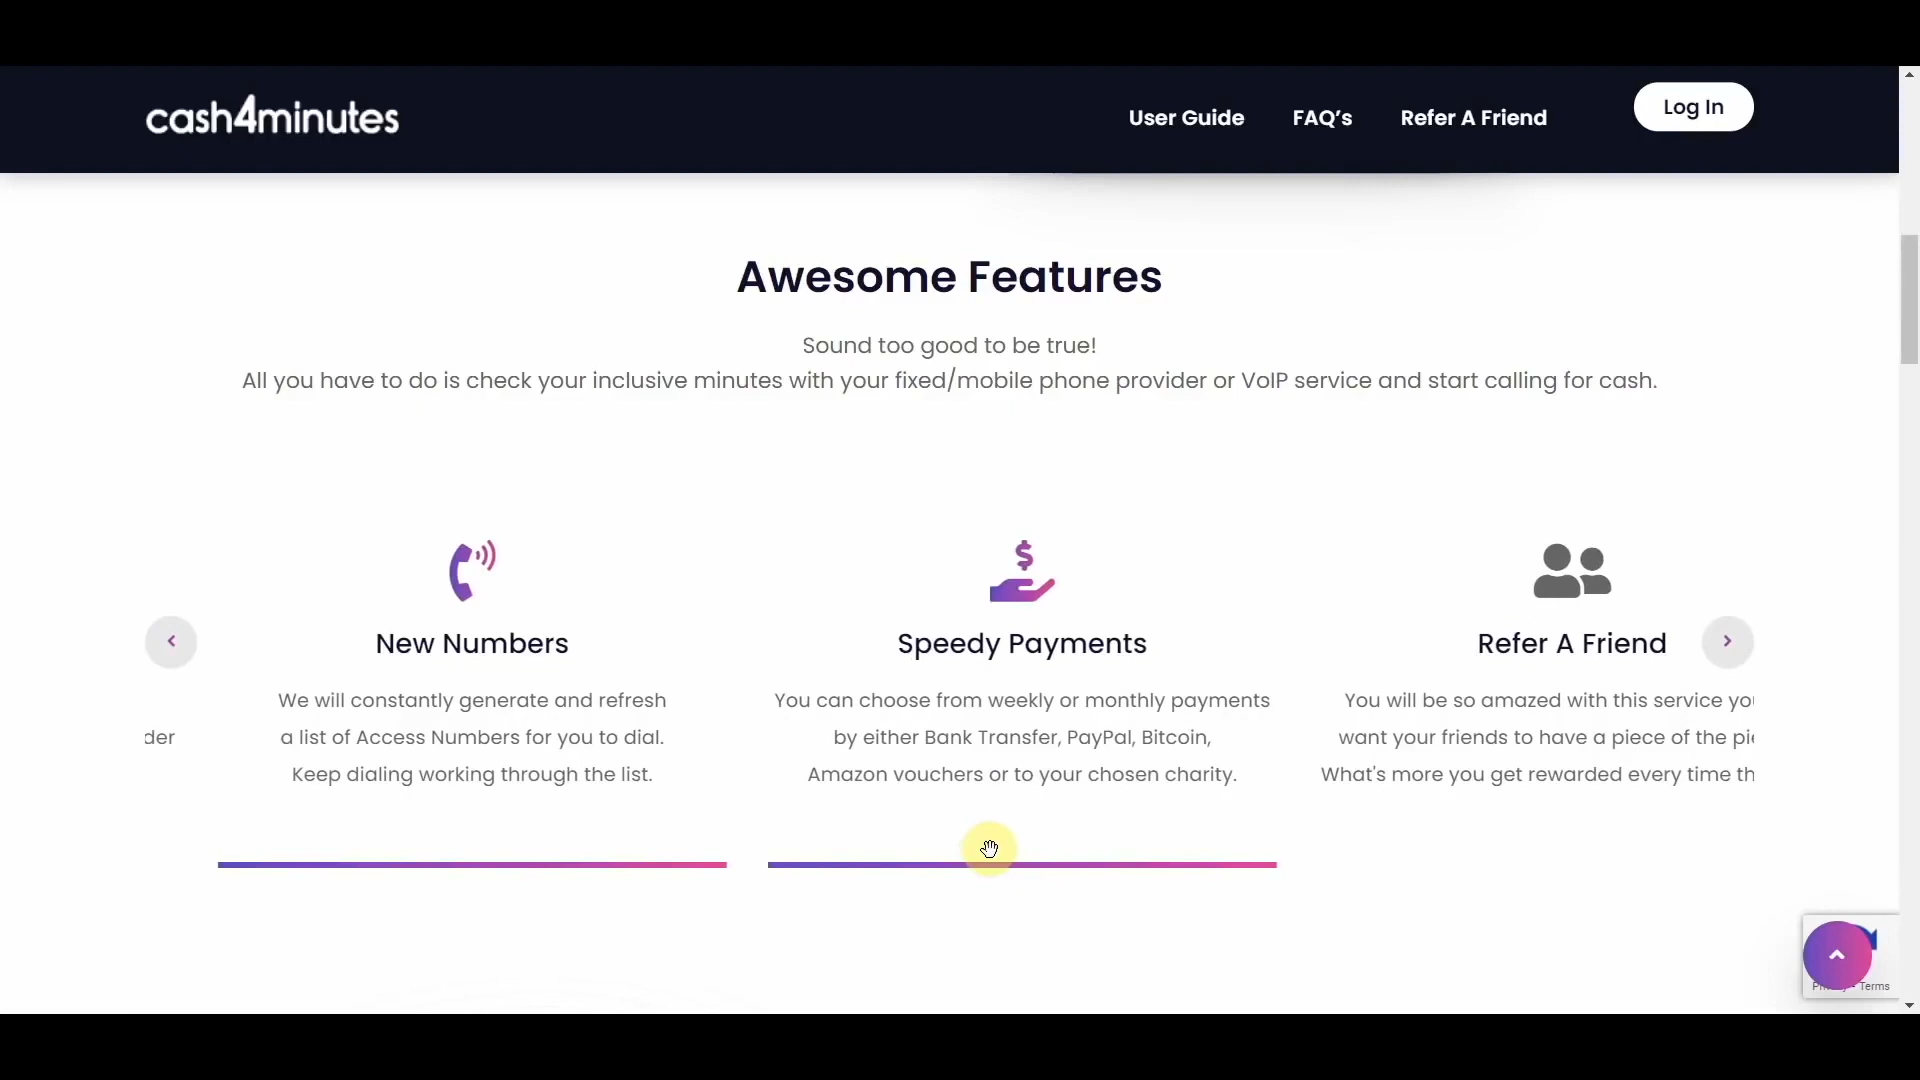 cash4minutes
User Guide
FAQ’s
Refer A Friend
Log In
Awesome Features
Sound too good to be true!
All you have to do is check your inclusive minutes with your fixed/mobile phone provider or VoIP service and start calling for cash.
der
New Numbers
We will constantly generate and refresh
a list of Access Numbers for you to dial.
Keep dialing working through the list.
Speedy Payments
You can choose from weekly or monthly payments
by either Bank Transfer, PayPal, Bitcoin,
Amazon vouchers or to your chosen charity.
Refer A Friend
You will be so amazed with this service you
want your friends to have a piece of the pie
What's more you get rewarded every time th
Terms